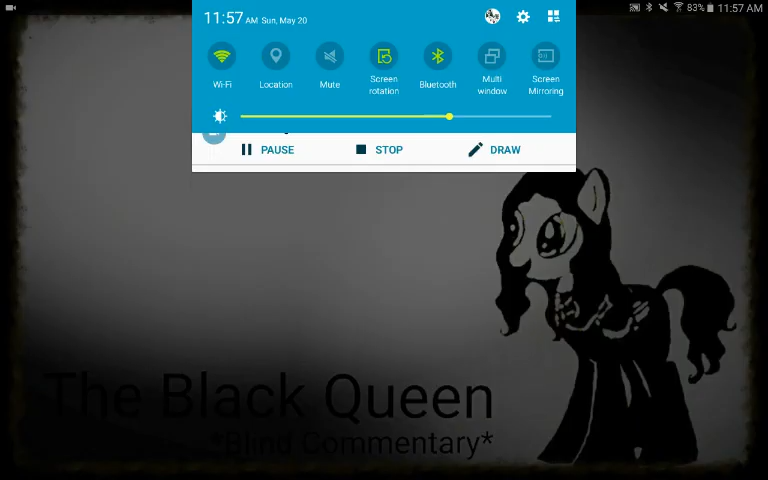 83% 11:57 AM
11:57 AM Sun, May 20
Wi-Fi Location Mute Screen rotation Bluetooth Multi window Screen Mirroring
PAUSE STOP DRAW
The Black Queen
*Blind Commentary*